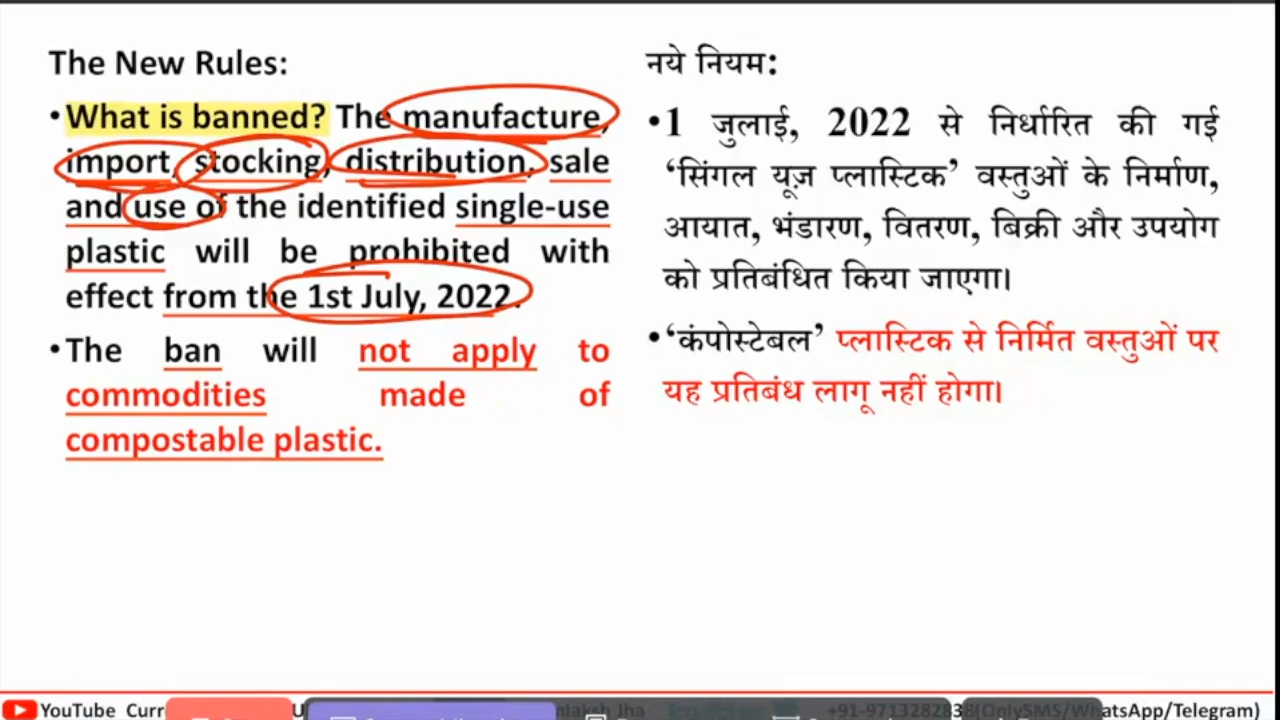 The New Rules:
•What is banned? The manufacture,
import, stocking, distribution, sale
and use of the identified single-use
plastic will be prohibited with
effect from the 1st July, 2022.
•The ban will not apply to
commodities made of
compostable plastic.
नये नियम:
•1 जुलाई, 2022 से निर्धारित की गई
‘सिंगल यूज़ प्लास्टिक’ वस्तुओं के निर्माण,
आयात, भंडारण, वितरण, बिक्री और उपयोग
को प्रतिबंधित किया जाएगा।
•‘कंपोस्टेबल’ प्लास्टिक से निर्मित वस्तुओं पर
यह प्रतिबंध लागू नहीं होगा।
YouTube Jha +91-9713282838(OnlySMS/WhatsApp/Telegram)